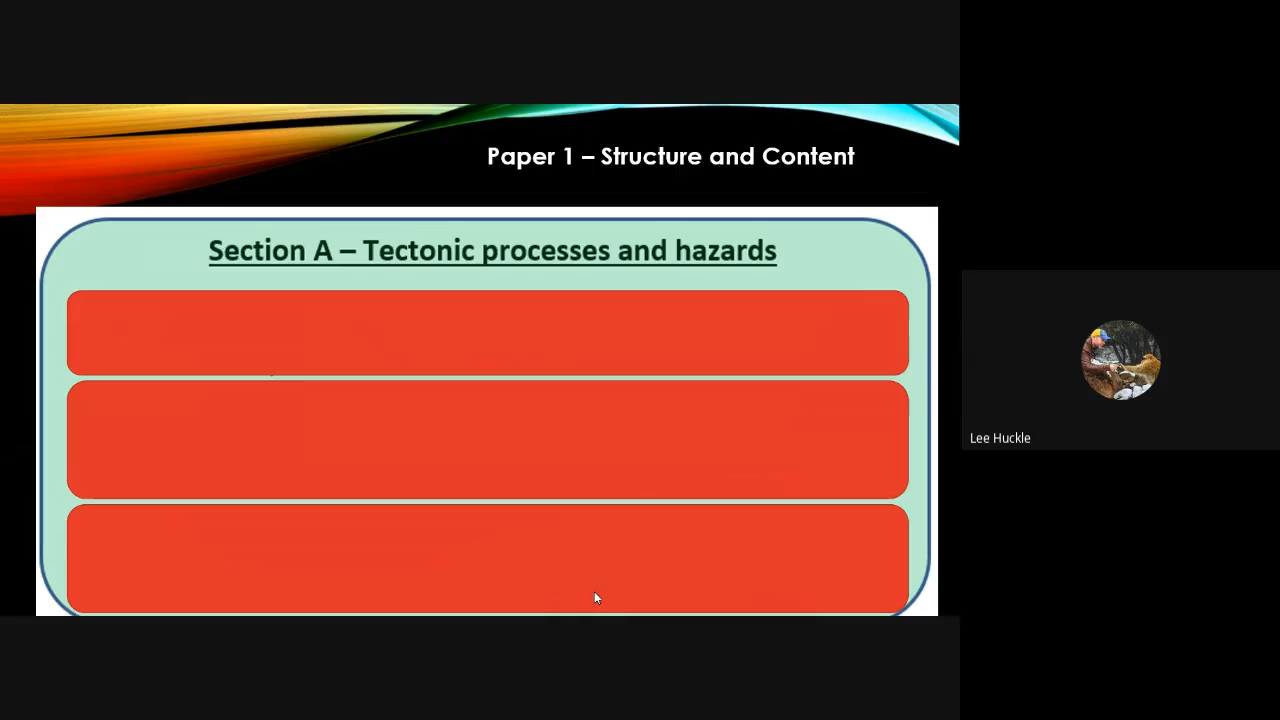 Paper 1 – Structure and Content
Section A – Tectonic processes and hazards
Lee Huckle